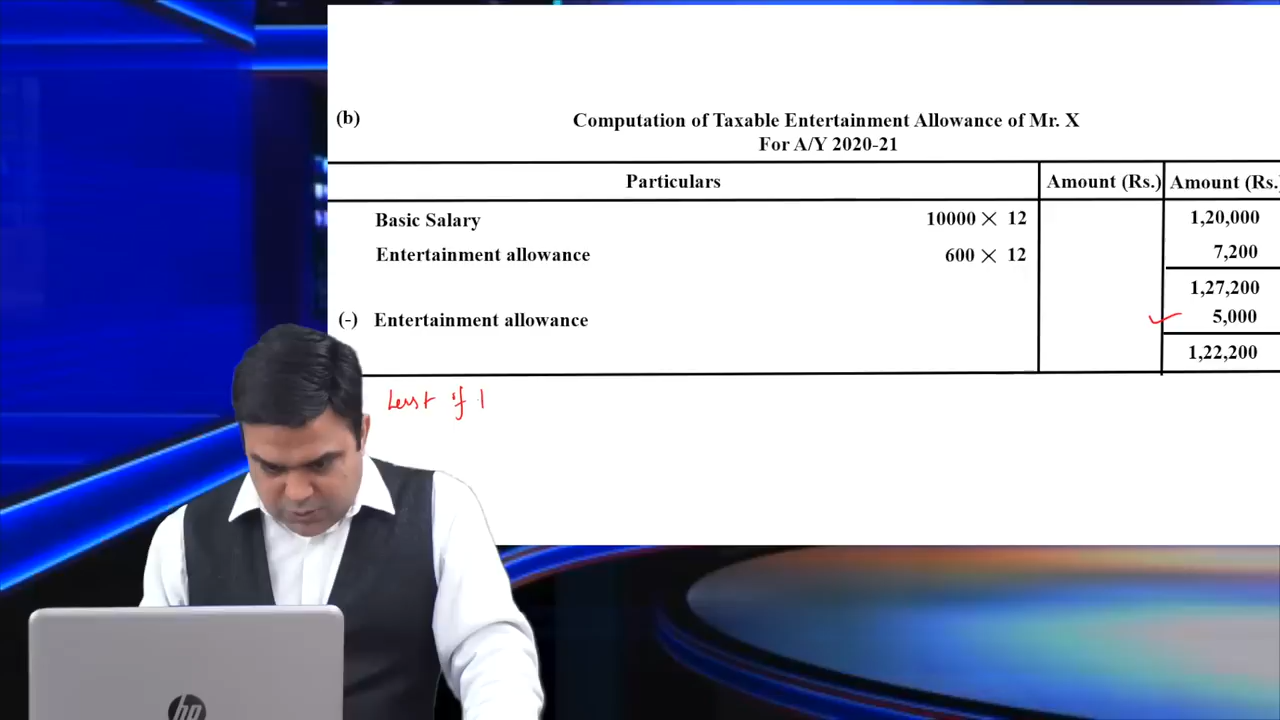 (b)
Computation of Taxable Entertainment Allowance of Mr. X
For A/Y 2020-21
Particulars Amount (Rs.) Amount (Rs.
Basic Salary 10000 × 12 1,20,000
Entertainment allowance 600 × 12 7,200
1,27,200
(-) Entertainment allowance 5,000
1,22,200
Least of
hp